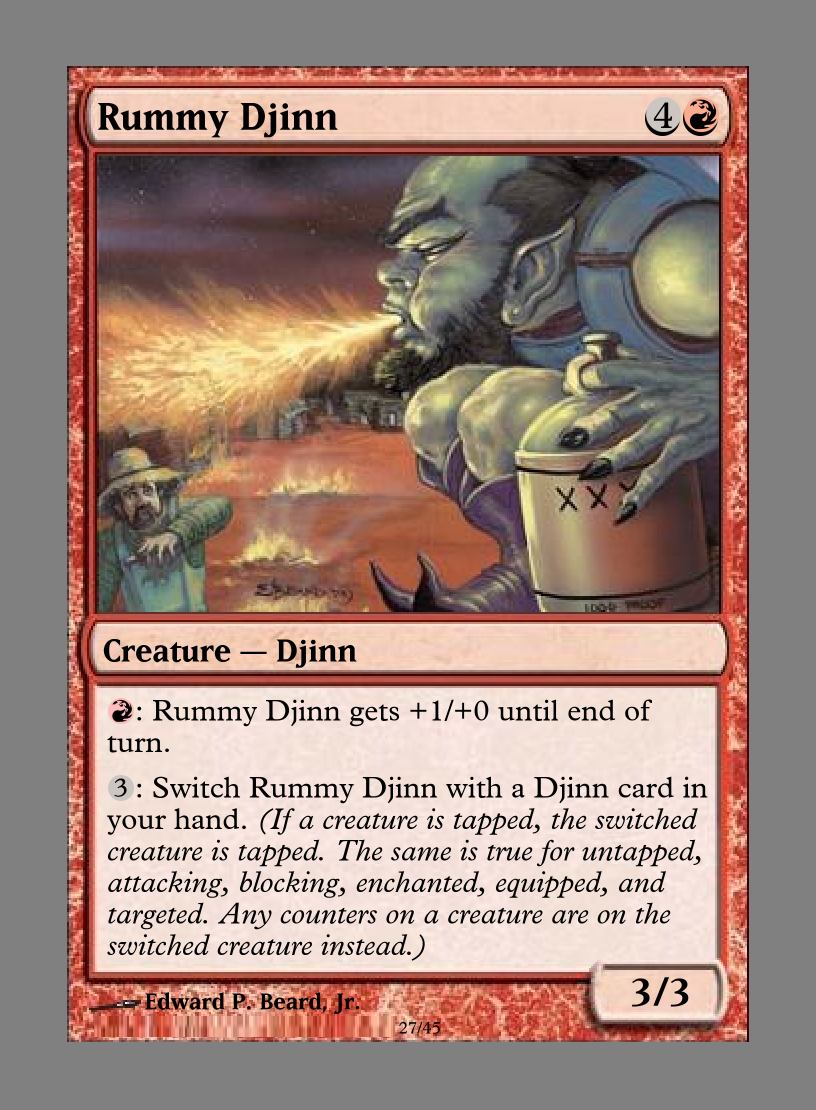 Rummy Djinn 4
X X X
1000 PROOF
Creature — Djinn
: Rummy Djinn gets +1/+0 until end of
turn.
3: Switch Rummy Djinn with a Djinn card in
your hand. (If a creature is tapped, the switched
creature is tapped. The same is true for untapped,
attacking, blocking, enchanted, equipped, and
targeted. Any counters on a creature are on the
switched creature instead.)
3/3
Edward P. Beard, Jr.
27/45